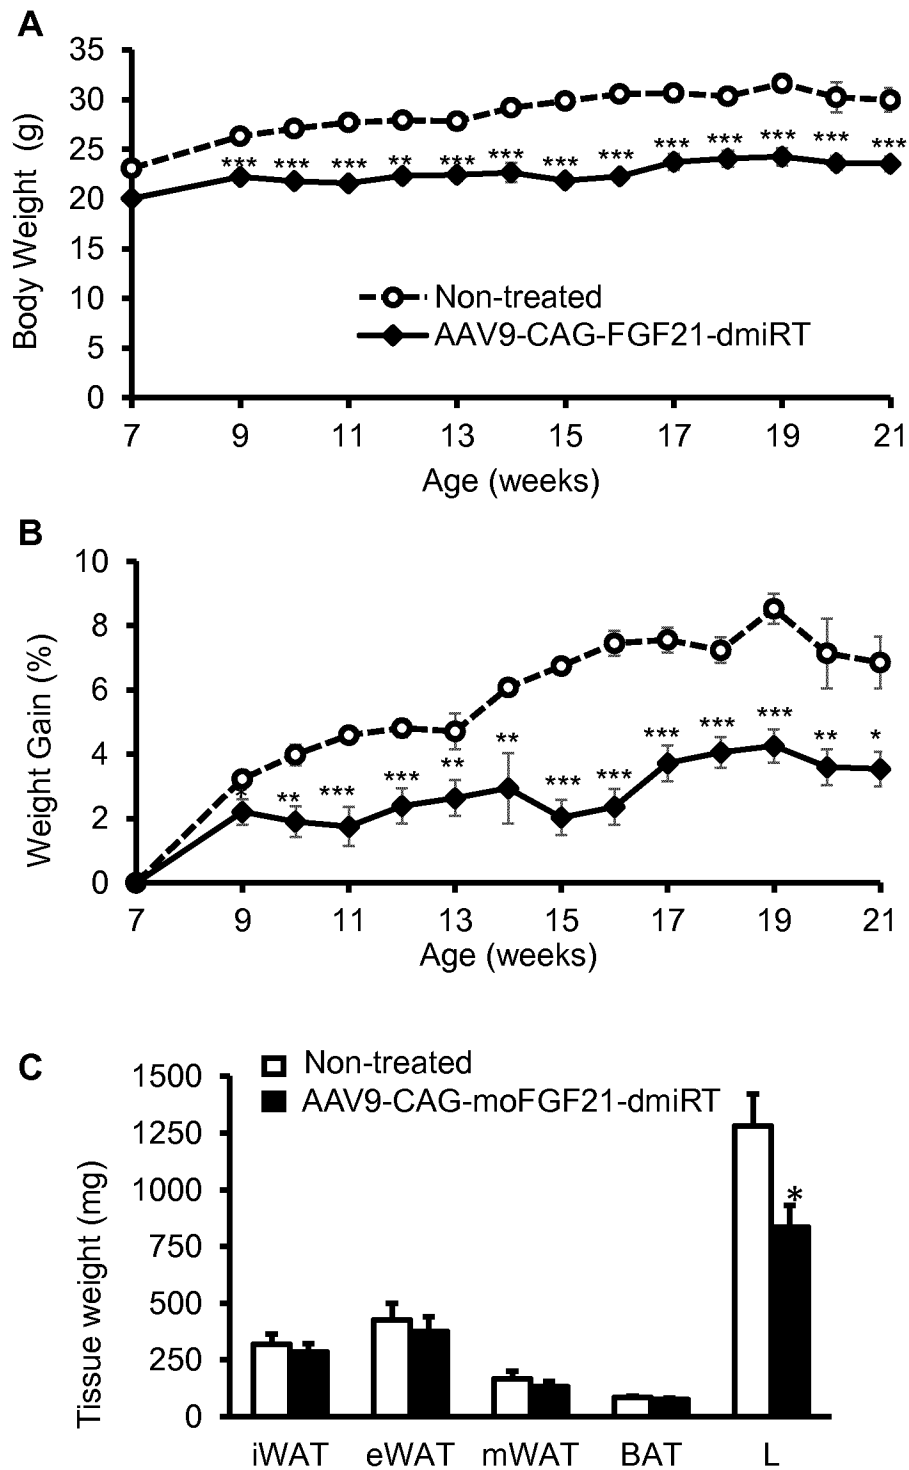 A
35
30
25
20
15
10
5
0
Body Weight (g)
*** *** *** ** *** *** *** *** *** *** *** *** ***
Non-treated
AAV9-CAG-FGF21-dmiRT
7 9 11 13 15 17 19 21
Age (weeks)
B
10
8
6
4
2
0
Weight Gain (%)
* ** *** *** ** ** *** *** *** *** *** ** *
7 9 11 13 15 17 19 21
Age (weeks)
C
Non-treated
AAV9-CAG-moFGF21-dmiRT
1500
1250
1000
750
500
250
0
Tissue weight (mg)
*
iWAT eWAT mWAT BAT L